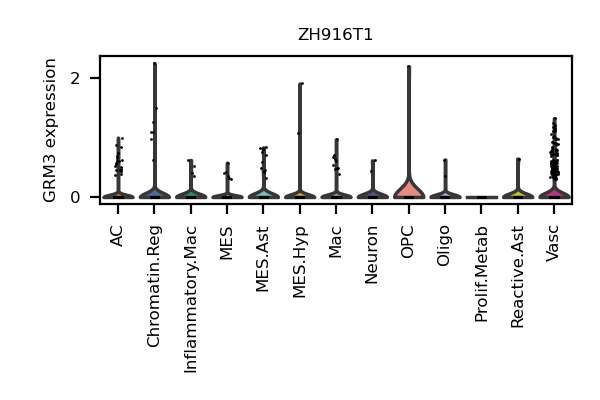 ZH916T1
GRM3 expression
2
0
AC
Chromatin.Reg
Inflammatory.Mac
MES
MES.Ast
MES.Hyp
Mac
Neuron
OPC
Oligo
Prolif.Metab
Reactive.Ast
Vasc